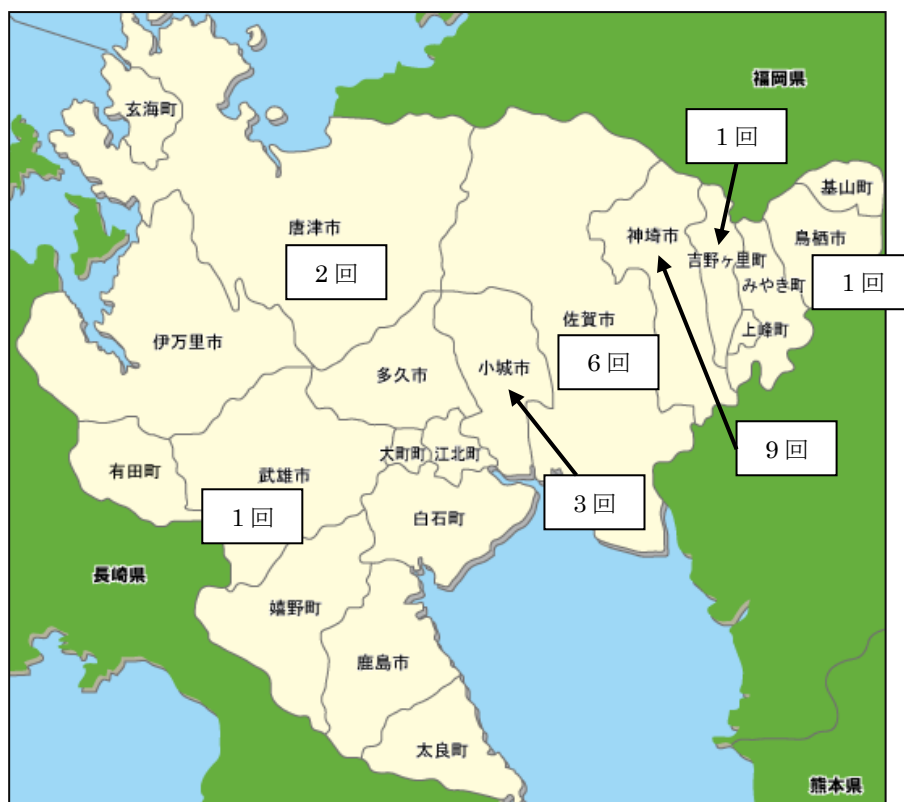 福岡県
玄海町
1回
基山町
唐津市
神埼市
鳥栖市
吉野ヶ里町
2回
みやき町
1回
伊万里市
佐賀市
上峰町
多久市
小城市
6回
大町町
江北町
9回
有田町
武雄市
1回
3回
白石町
長崎県
嬉野町
鹿島市
太良町
熊本県